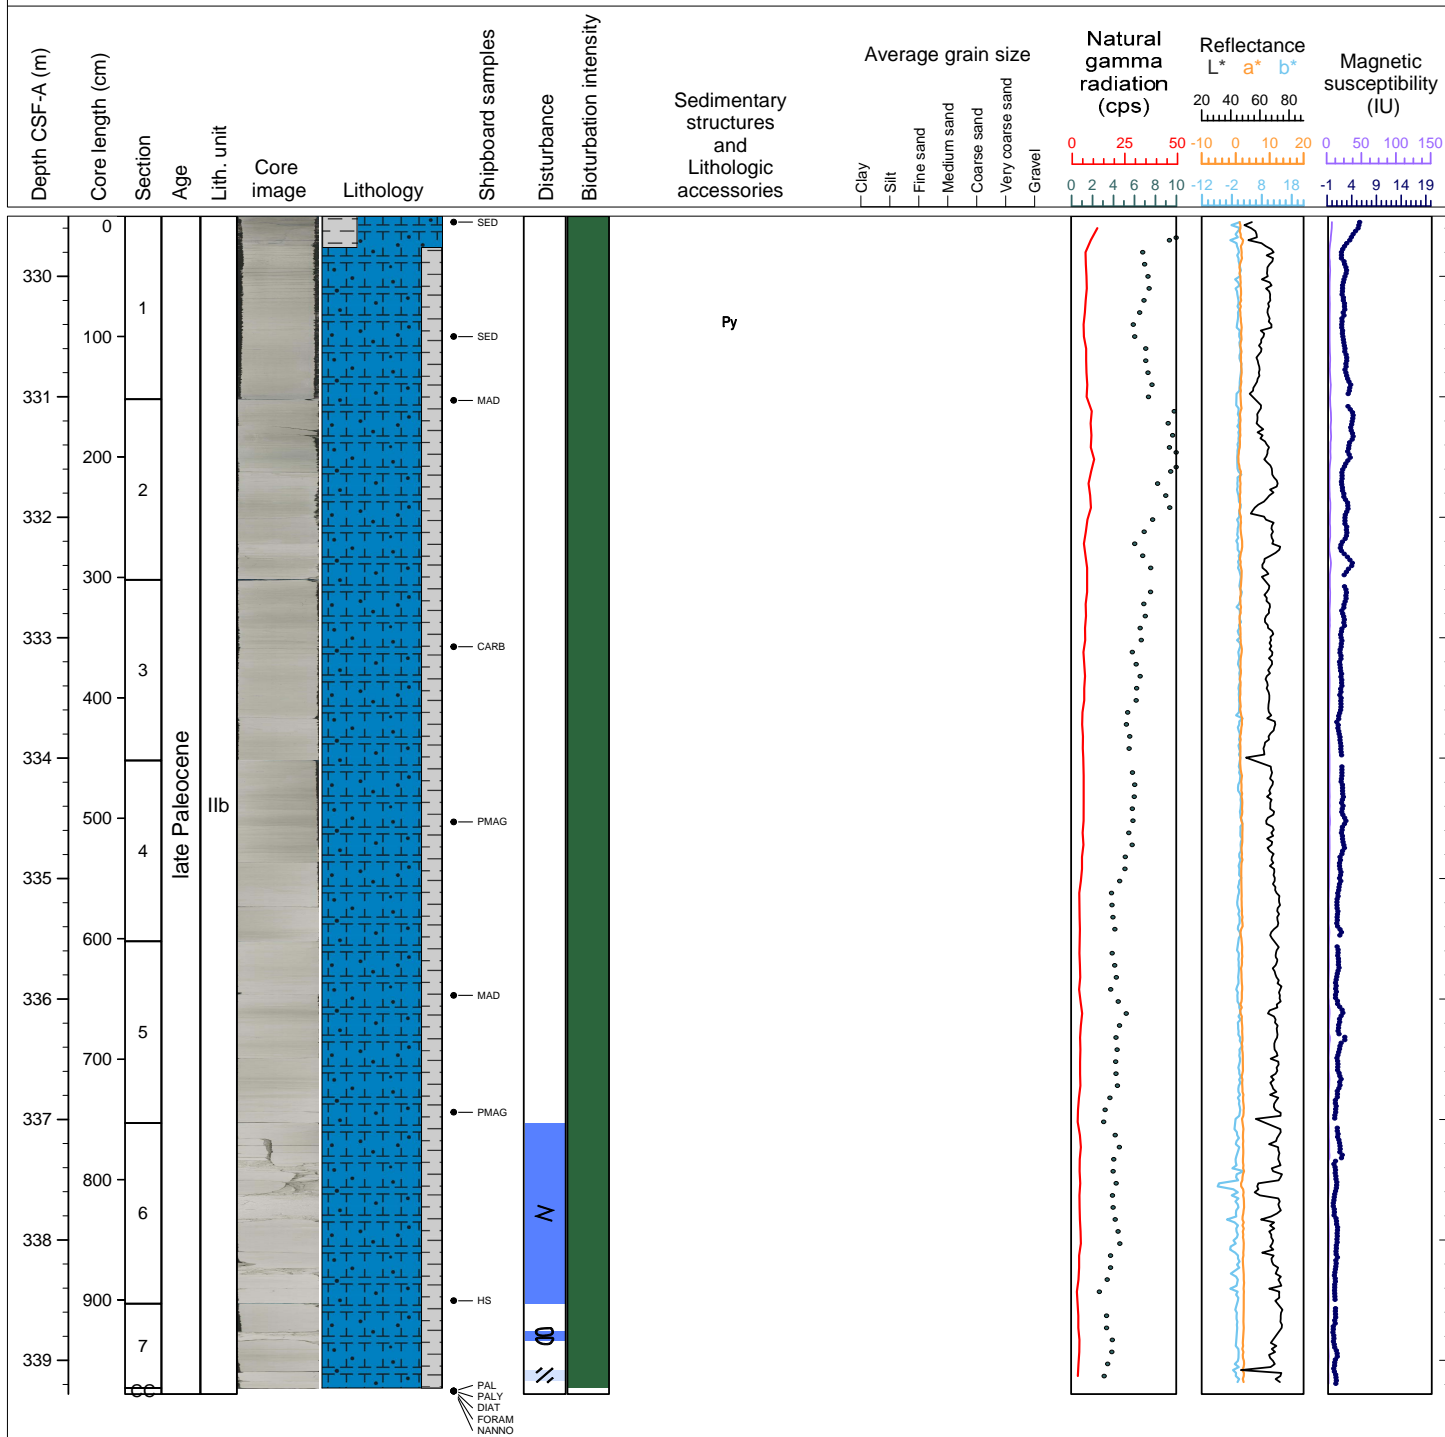 Depth CSF-A (m)
Core length (cm)
Section
Age
Lith. unit
Core
image
Lithology
Shipboard samples
Disturbance
Bioturbation intensity
Sedimentary
structures
and
Lithologic
accessories
Average grain size
Clay
Silt
Fine sand
Medium sand
Coarse sand
Very coarse sand
Gravel
Natural
gamma
radiation
(cps)
0 25 50
0 2 4 6 8 10
Reflectance
L* a* b*
20 40 60 80
-10 0 10 20
-12 -2 8 18
Magnetic
susceptibility
(IU)
0 50 100 150
-1 4 9 14 19
330
331
332
333
334
335
336
337
338
339
0
100
200
300
400
500
600
700
800
900
1
2
3
4
5
6
7
CC
late Paleocene
IIb
SED
SED
MAD
CARB
PMAG
MAD
PMAG
HS
PAL
PALY
DIAT
FORAM
NANNO
Py